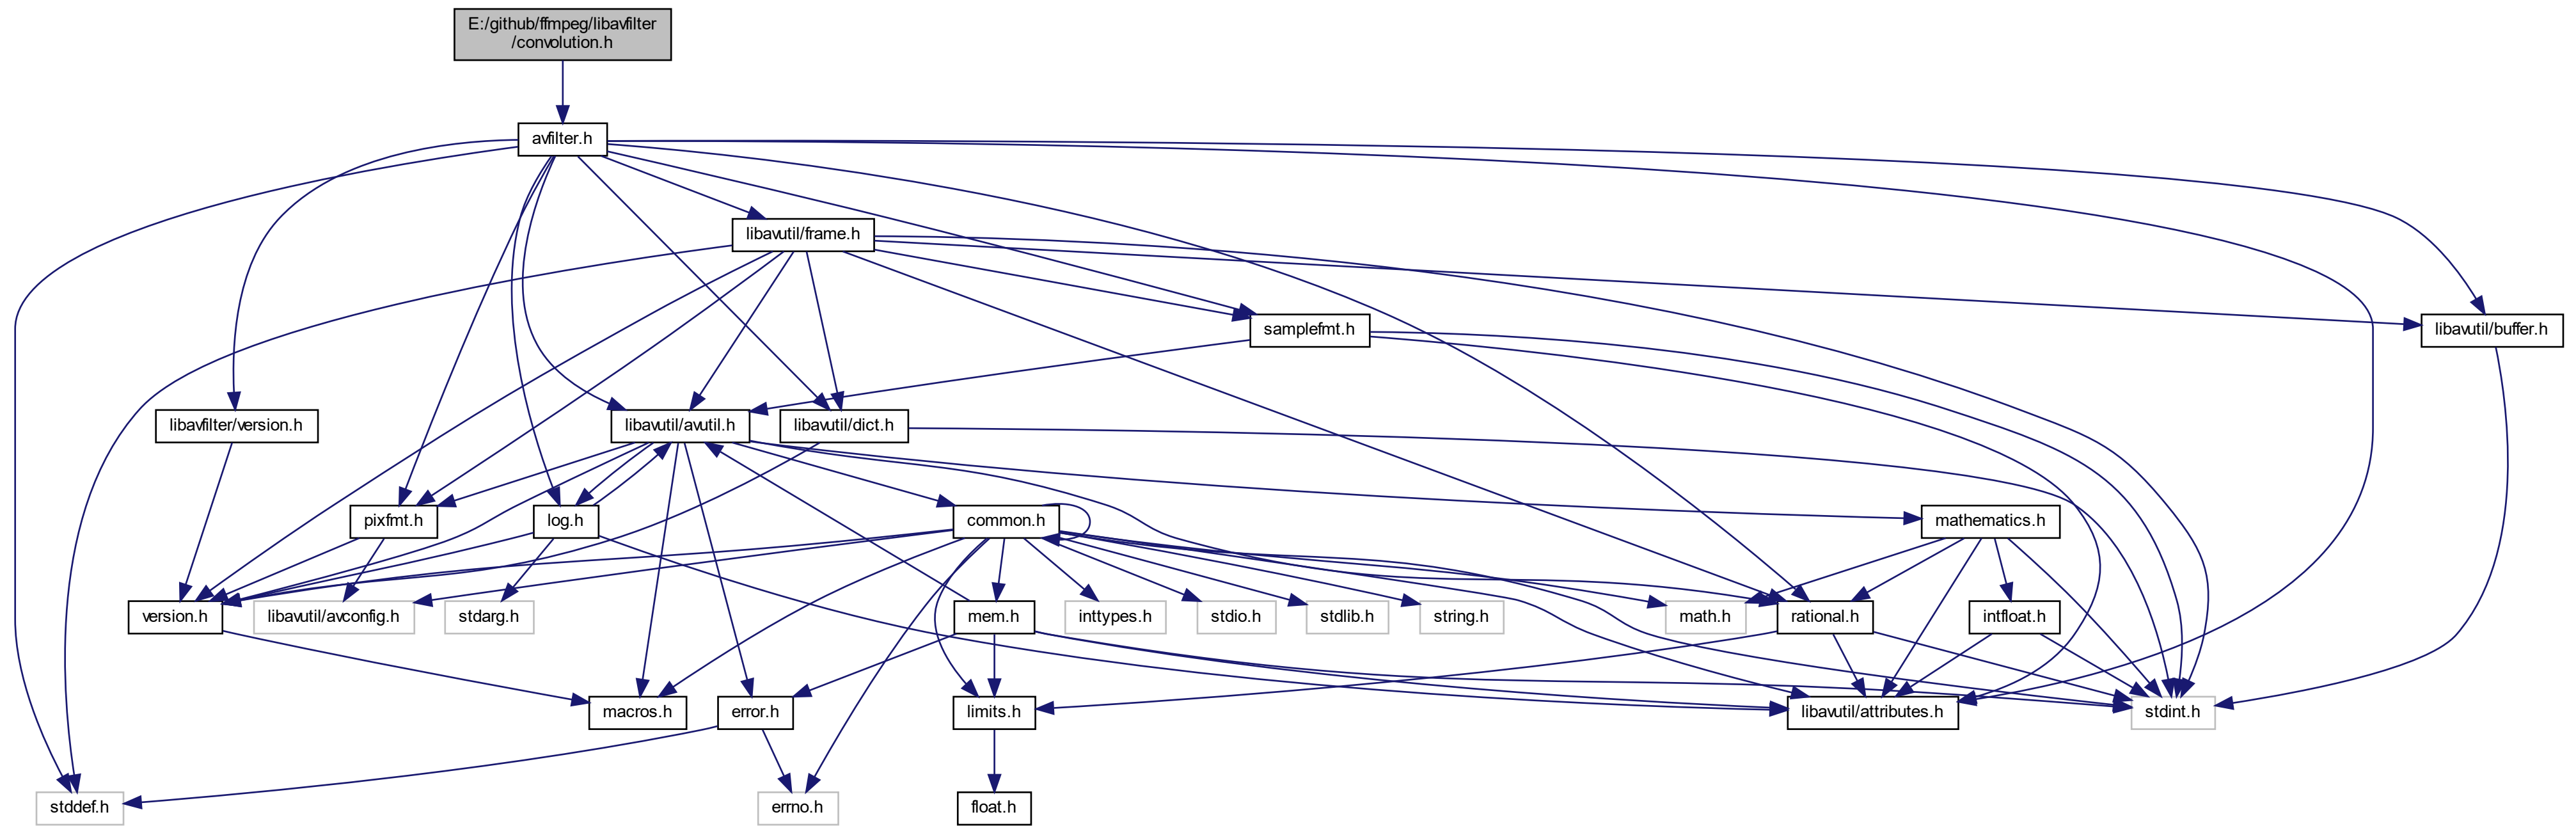 E:/github/ffmpeg/libavfilter
/convolution.h
avfilter.h
libavutil/frame.h
samplefmt.h
libavutil/buffer.h
libavfilter/version.h
libavutil/avutil.h
libavutil/dict.h
pixfmt.h
log.h
common.h
mathematics.h
version.h
libavutil/avconfig.h
stdarg.h
mem.h
inttypes.h
stdio.h
stdlib.h
string.h
math.h
rational.h
intfloat.h
macros.h
error.h
limits.h
libavutil/attributes.h
stdint.h
stddef.h
errno.h
float.h